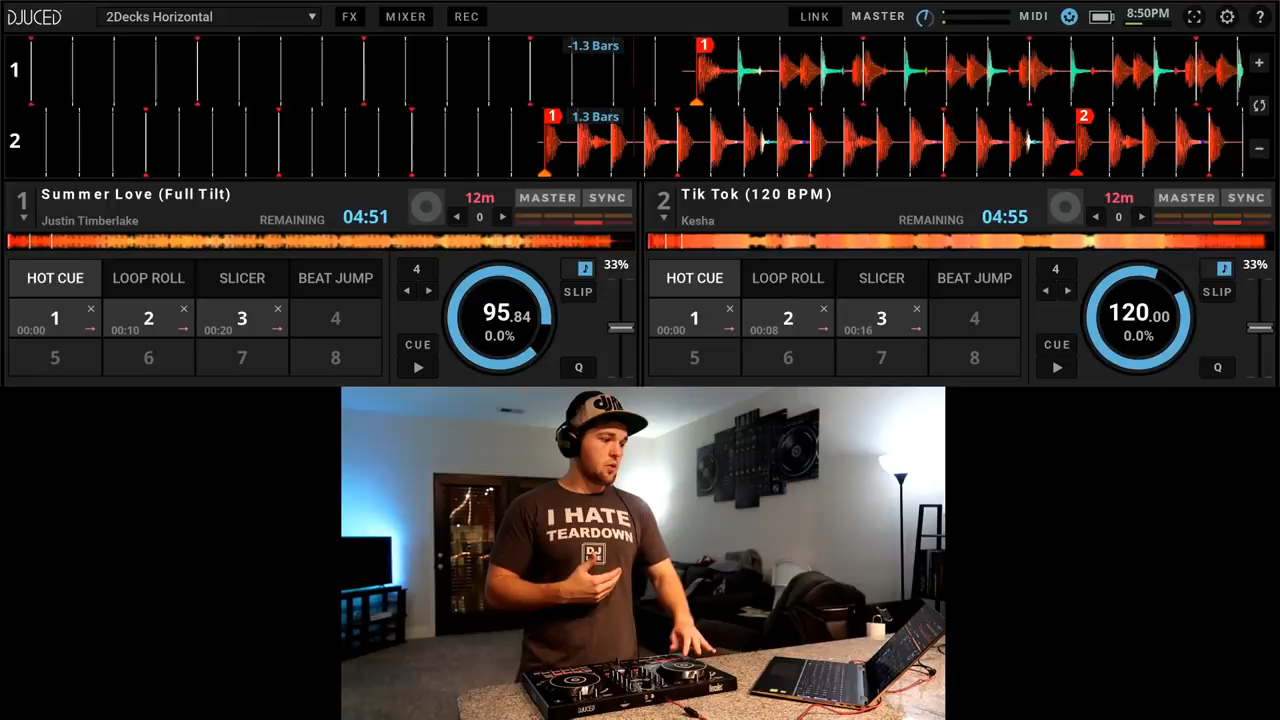 DJUCED
2Decks Horizontal
FX
MIXER
REC
LINK
MASTER
MIDI
8:50PM
?
1
-1.3 Bars
1
+
2
1
1.3 Bars
2
−
1
Summer Love (Full Tilt)
Justin Timberlake
REMAINING
04:51
12m
0
MASTER
SYNC
2
Tik Tok (120 BPM)
Kesha
REMAINING
04:55
12m
0
MASTER
SYNC
HOT CUE
LOOP ROLL
SLICER
BEAT JUMP
1
00:00
2
00:10
3
00:20
4
5
6
7
8
4
CUE
95.84
0.0%
33%
SLIP
Q
HOT CUE
LOOP ROLL
SLICER
BEAT JUMP
1
00:00
2
00:08
3
00:16
4
5
6
7
8
4
CUE
120.00
0.0%
33%
SLIP
Q
I HATE
TEARDOWN
DJ
DJUCED